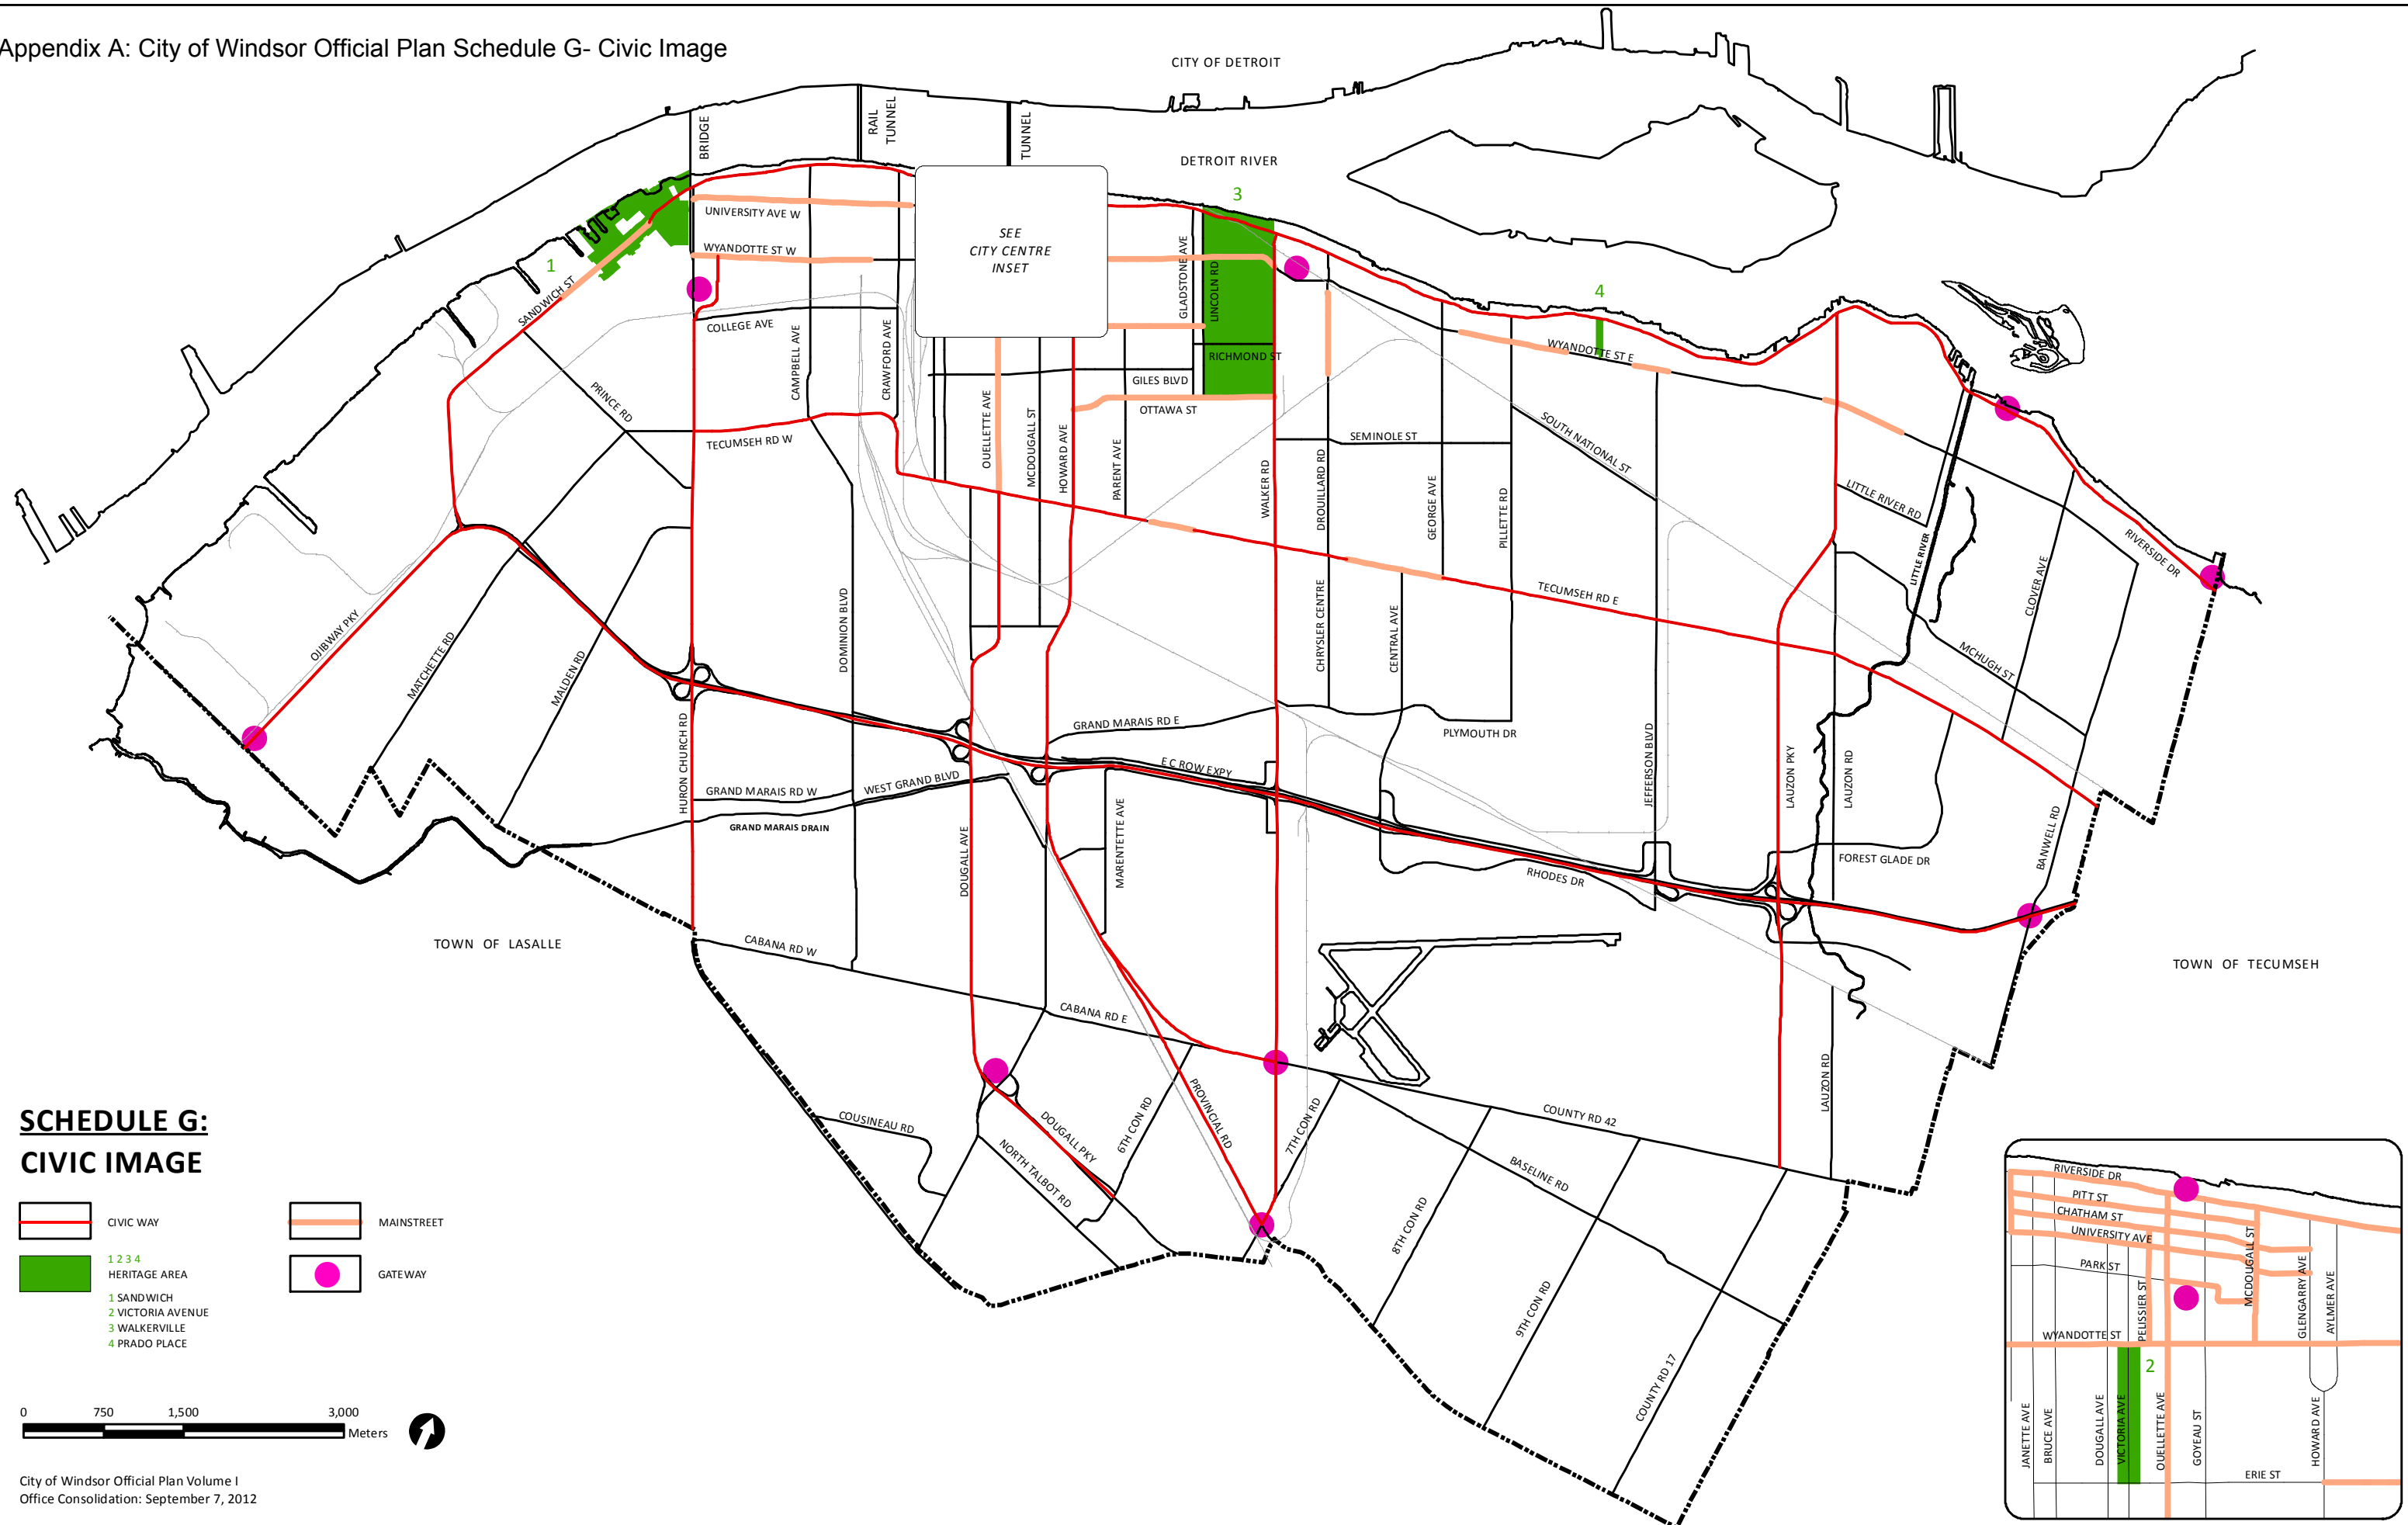 Appendix A: City of Windsor Official Plan Schedule G- Civic Image
CITY OF DETROIT
BRIDGE
RAIL
TUNNEL
TUNNEL
DETROIT RIVER
3
SEE
CITY CENTRE
INSET
UNIVERSITY AVE W
WYANDOTTE ST W
1
SANDWICH ST
COLLEGE AVE
CAMPBELL AVE
CRAWFORD AVE
GLADSTONE AVE
LINCOLN RD
RICHMOND ST
GILES BLVD
OTTAWA ST
4
WYANDOTTE ST E
PRINCE RD
TECUMSEH RD W
OUELLETTE AVE
MCDOUGALL ST
HOWARD AVE
PARENT AVE
WALKER RD
DROUILLARD RD
SEMINOLE ST
GEORGE AVE
PILLETTE RD
SOUTH NATIONAL ST
LITTLE RIVER RD
LITTLE RIVER
RIVERSIDE DR
CLOVER AVE
MCHUGH ST
TECUMSEH RD E
CHRYSLER CENTRE
CENTRAL AVE
OJIBWAY PKY
MATCHETTE RD
MALDEN RD
DOMINION BLVD
HURON CHURCH RD
GRAND MARAIS RD E
PLYMOUTH DR
E C ROW EXPY
GRAND MARAIS RD W
WEST GRAND BLVD
GRAND MARAIS DRAIN
DOUGALL AVE
MARENTETTE AVE
JEFFERSON BLVD
LAUZON PKY
LAUZON RD
BANWELL RD
FOREST GLADE DR
RHODES DR
TOWN OF LASALLE
CABANA RD W
CABANA RD E
TOWN OF TECUMSEH
LAUZON RD
COUSINEAU RD
NORTH TALBOT RD
DOUGALL PKY
6TH CON RD
PROVINCIAL RD
7TH CON RD
COUNTY RD 42
BASELINE RD
8TH CON RD
9TH CON RD
COUNTY RD 17
SCHEDULE G:
CIVIC IMAGE
CIVIC WAY
MAINSTREET
1 2 3 4
HERITAGE AREA
GATEWAY
1 SANDWICH
2 VICTORIA AVENUE
3 WALKERVILLE
4 PRADO PLACE
0 750 1,500 3,000
Meters
City of Windsor Official Plan Volume I
Office Consolidation: September 7, 2012
RIVERSIDE DR
PITT ST
CHATHAM ST
UNIVERSITY AVE
PARK ST
PELISSIER ST
MCDOUGALL ST
GLENGARRY AVE
AYLMER AVE
WYANDOTTE ST
2
JANETTE AVE
BRUCE AVE
DOUGALL AVE
VICTORIA AVE
OUELLETTE AVE
GOYEAU ST
HOWARD AVE
ERIE ST